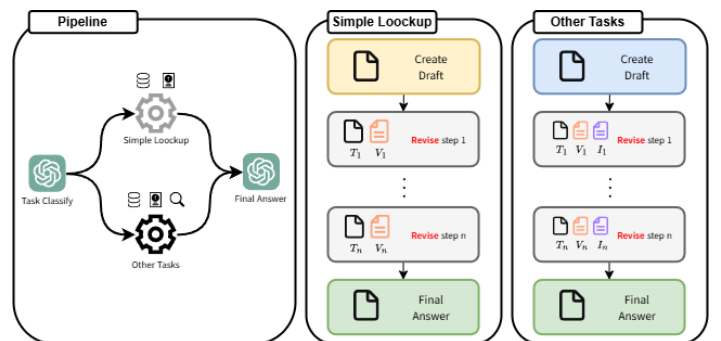 Pipeline
Simple Lockup
Task Classify
Final Answer
Other Tasks
Simple Loockup
Create
Draft
T1 V1 Revise step 1
Tn Vn Revise step n
Final
Answer
Other Tasks
Create
Draft
T1 V1 I1 Revise step 1
Tn Vn In Revise step n
Final
Answer